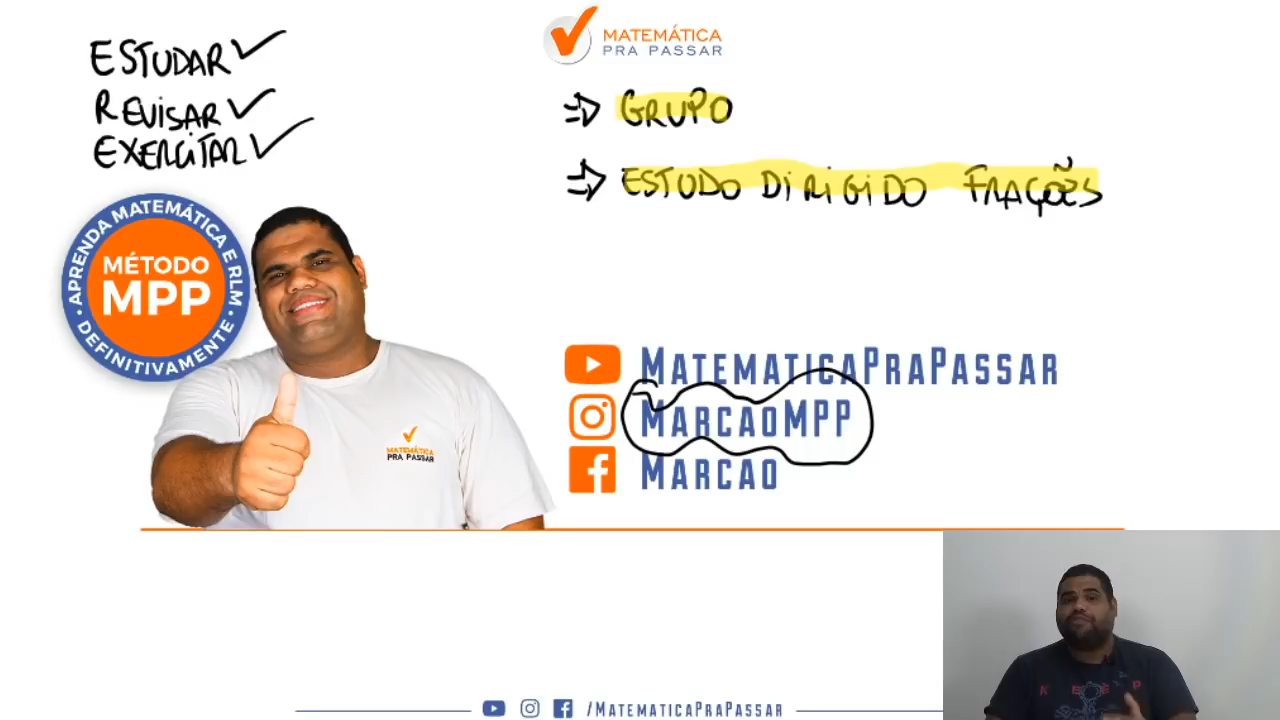 ESTUDAR
REVISAR
EXERCITAR
MATEMÁTICA
PRA PASSAR
⇒ GRUPO
⇒ ESTUDO DIRIGIDO FRAÇÕES
APRENDA MATEMÁTICA E RLM
MÉTODO
MPP
DEFINITIVAMENTE
MATEMÁTICA
PRA PASSAR
MATEMATICAPRAPASSAR
MARCAOMPP
MARCAO
KEEP
/MATEMATICAPRAPASSAR